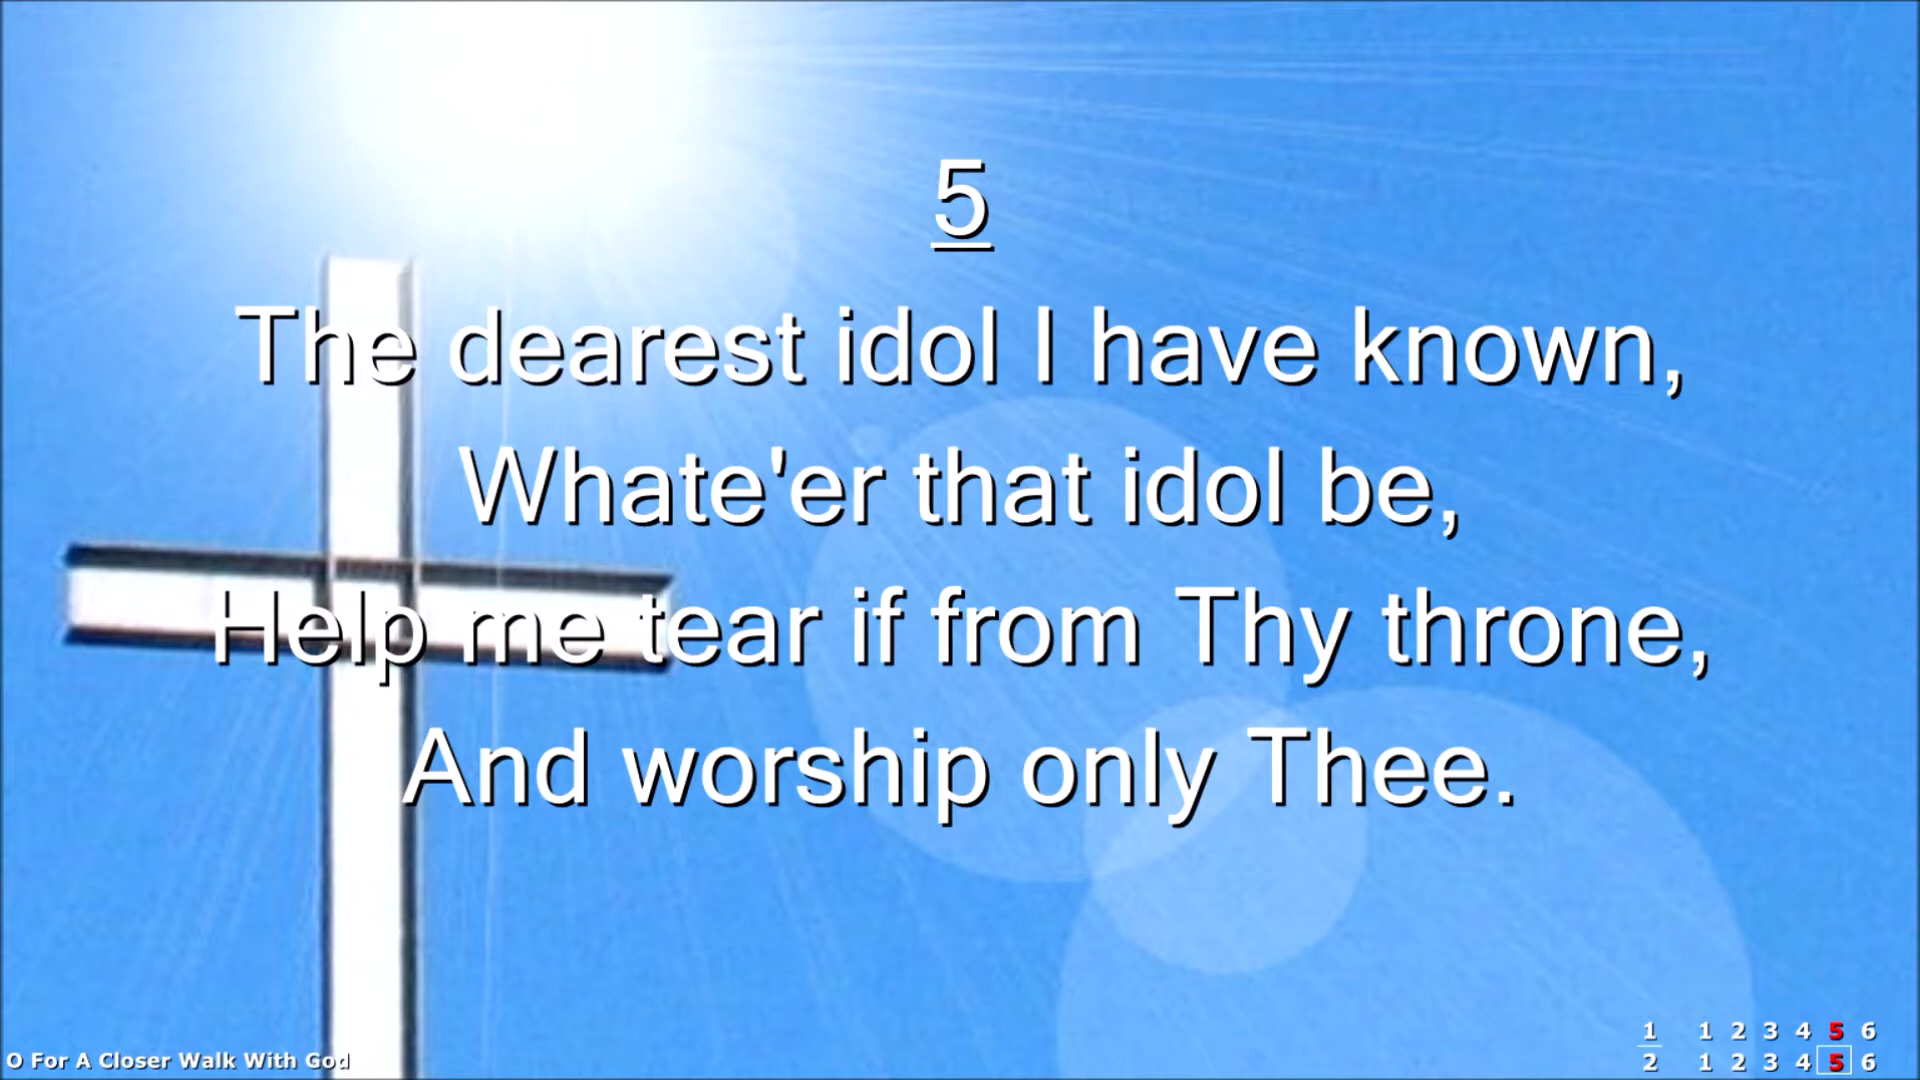 5
The dearest idol I have known,
Whate'er that idol be,
Help me tear if from Thy throne,
And worship only Thee.
1 1 2 3 4 5 6
O For A Closer Walk With God
2 1 2 3 4 5 6